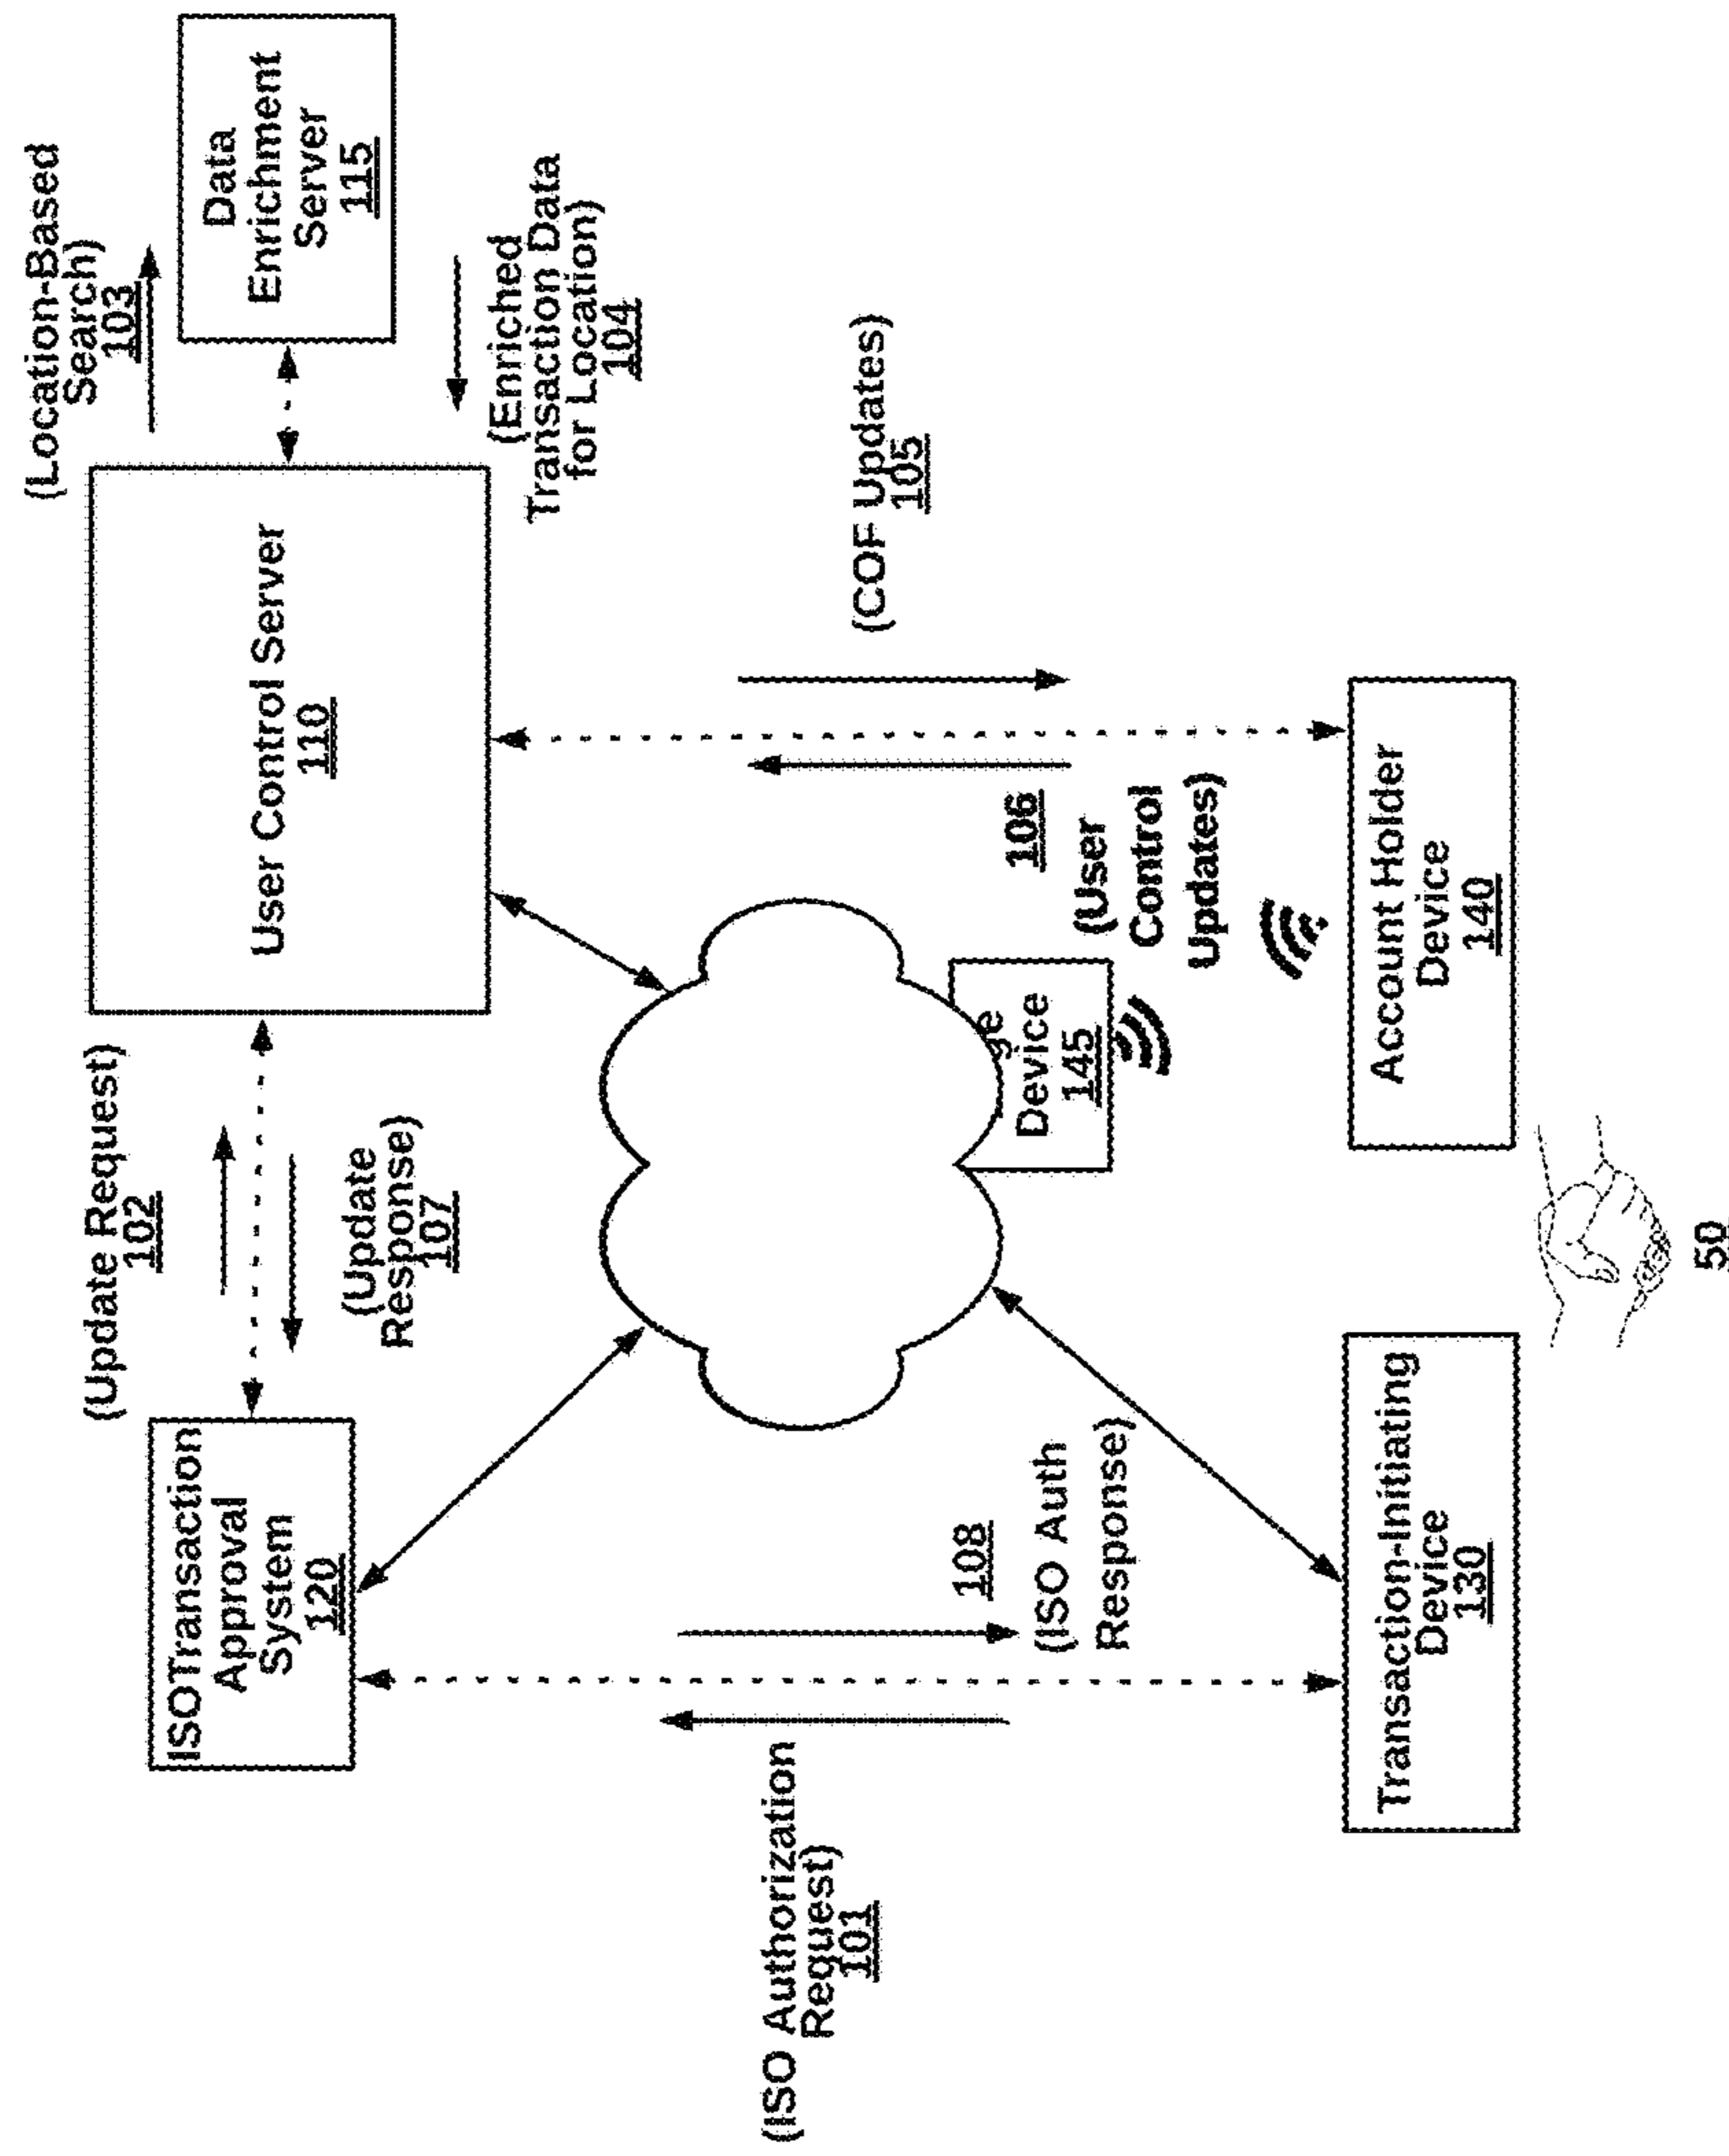 (Location-Based
Search)
103
Data
Enrichment
Server
115
(Enriched
Transaction Data
for Location)
104
User Control Server
110
(Update Request)
102
(Update
Response)
107
ISOTransaction
Approval
System
120
(COF Updates)
105
106
(User
Control
Updates)
Device
145
Account Holder
Device
140
108
(ISO Auth
Response)
(ISO Authorization
Request)
101
Transaction-Initiating
Device
130
50